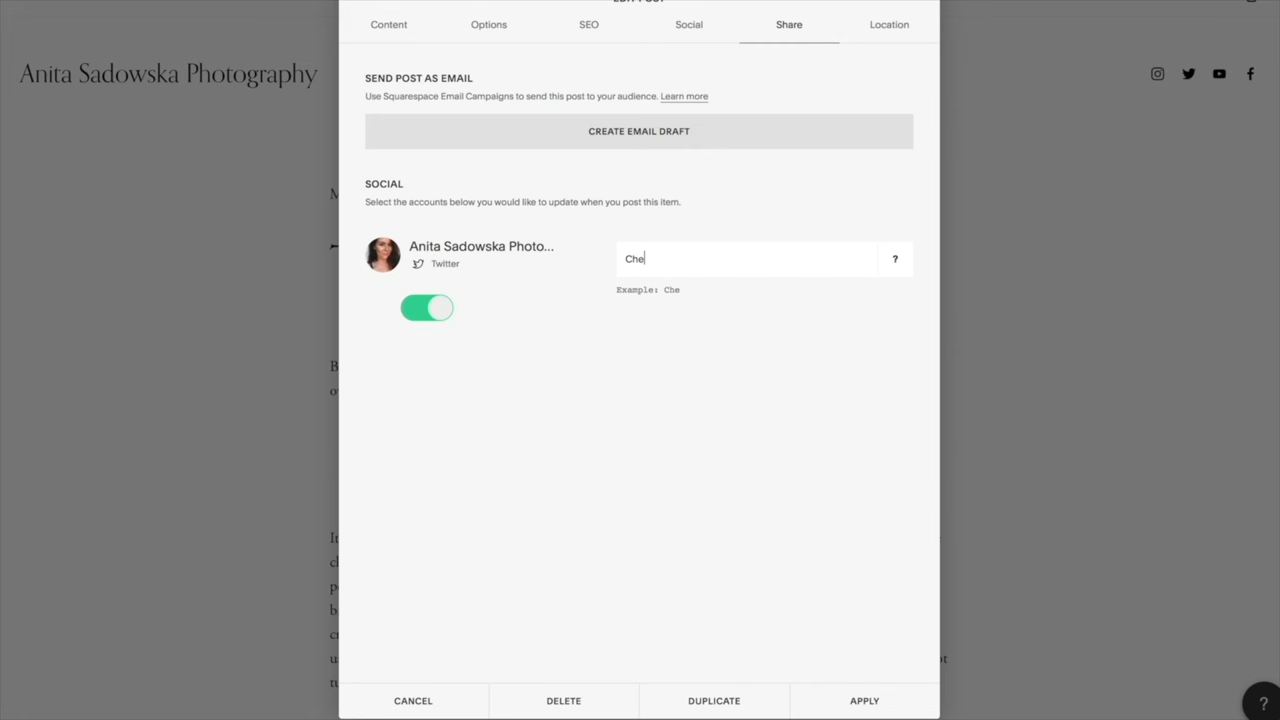 Content
Options
SEO
Social
Share
Location
Anita Sadowska Photography
SEND POST AS EMAIL
Use Squarespace Email Campaigns to send this post to your audience. Learn more
CREATE EMAIL DRAFT
SOCIAL
Select the accounts below you would like to update when you post this item.
Anita Sadowska Photo...
Twitter
Che
?
Example: Che
CANCEL
DELETE
DUPLICATE
APPLY
?